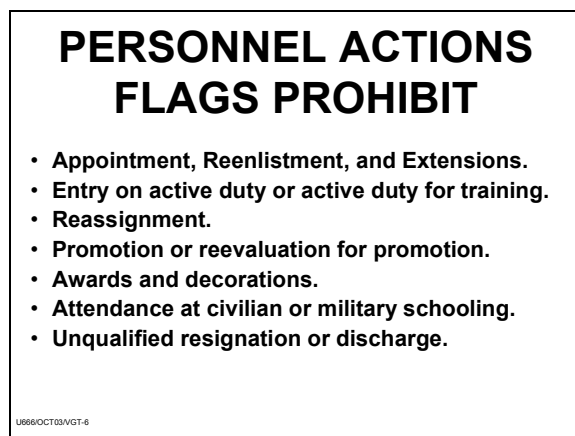 PERSONNEL ACTIONS
FLAGS PROHIBIT
• Appointment, Reenlistment, and Extensions.
• Entry on active duty or active duty for training.
• Reassignment.
• Promotion or reevaluation for promotion.
• Awards and decorations.
• Attendance at civilian or military schooling.
• Unqualified resignation or discharge.
U666/OCT03/VGT-6